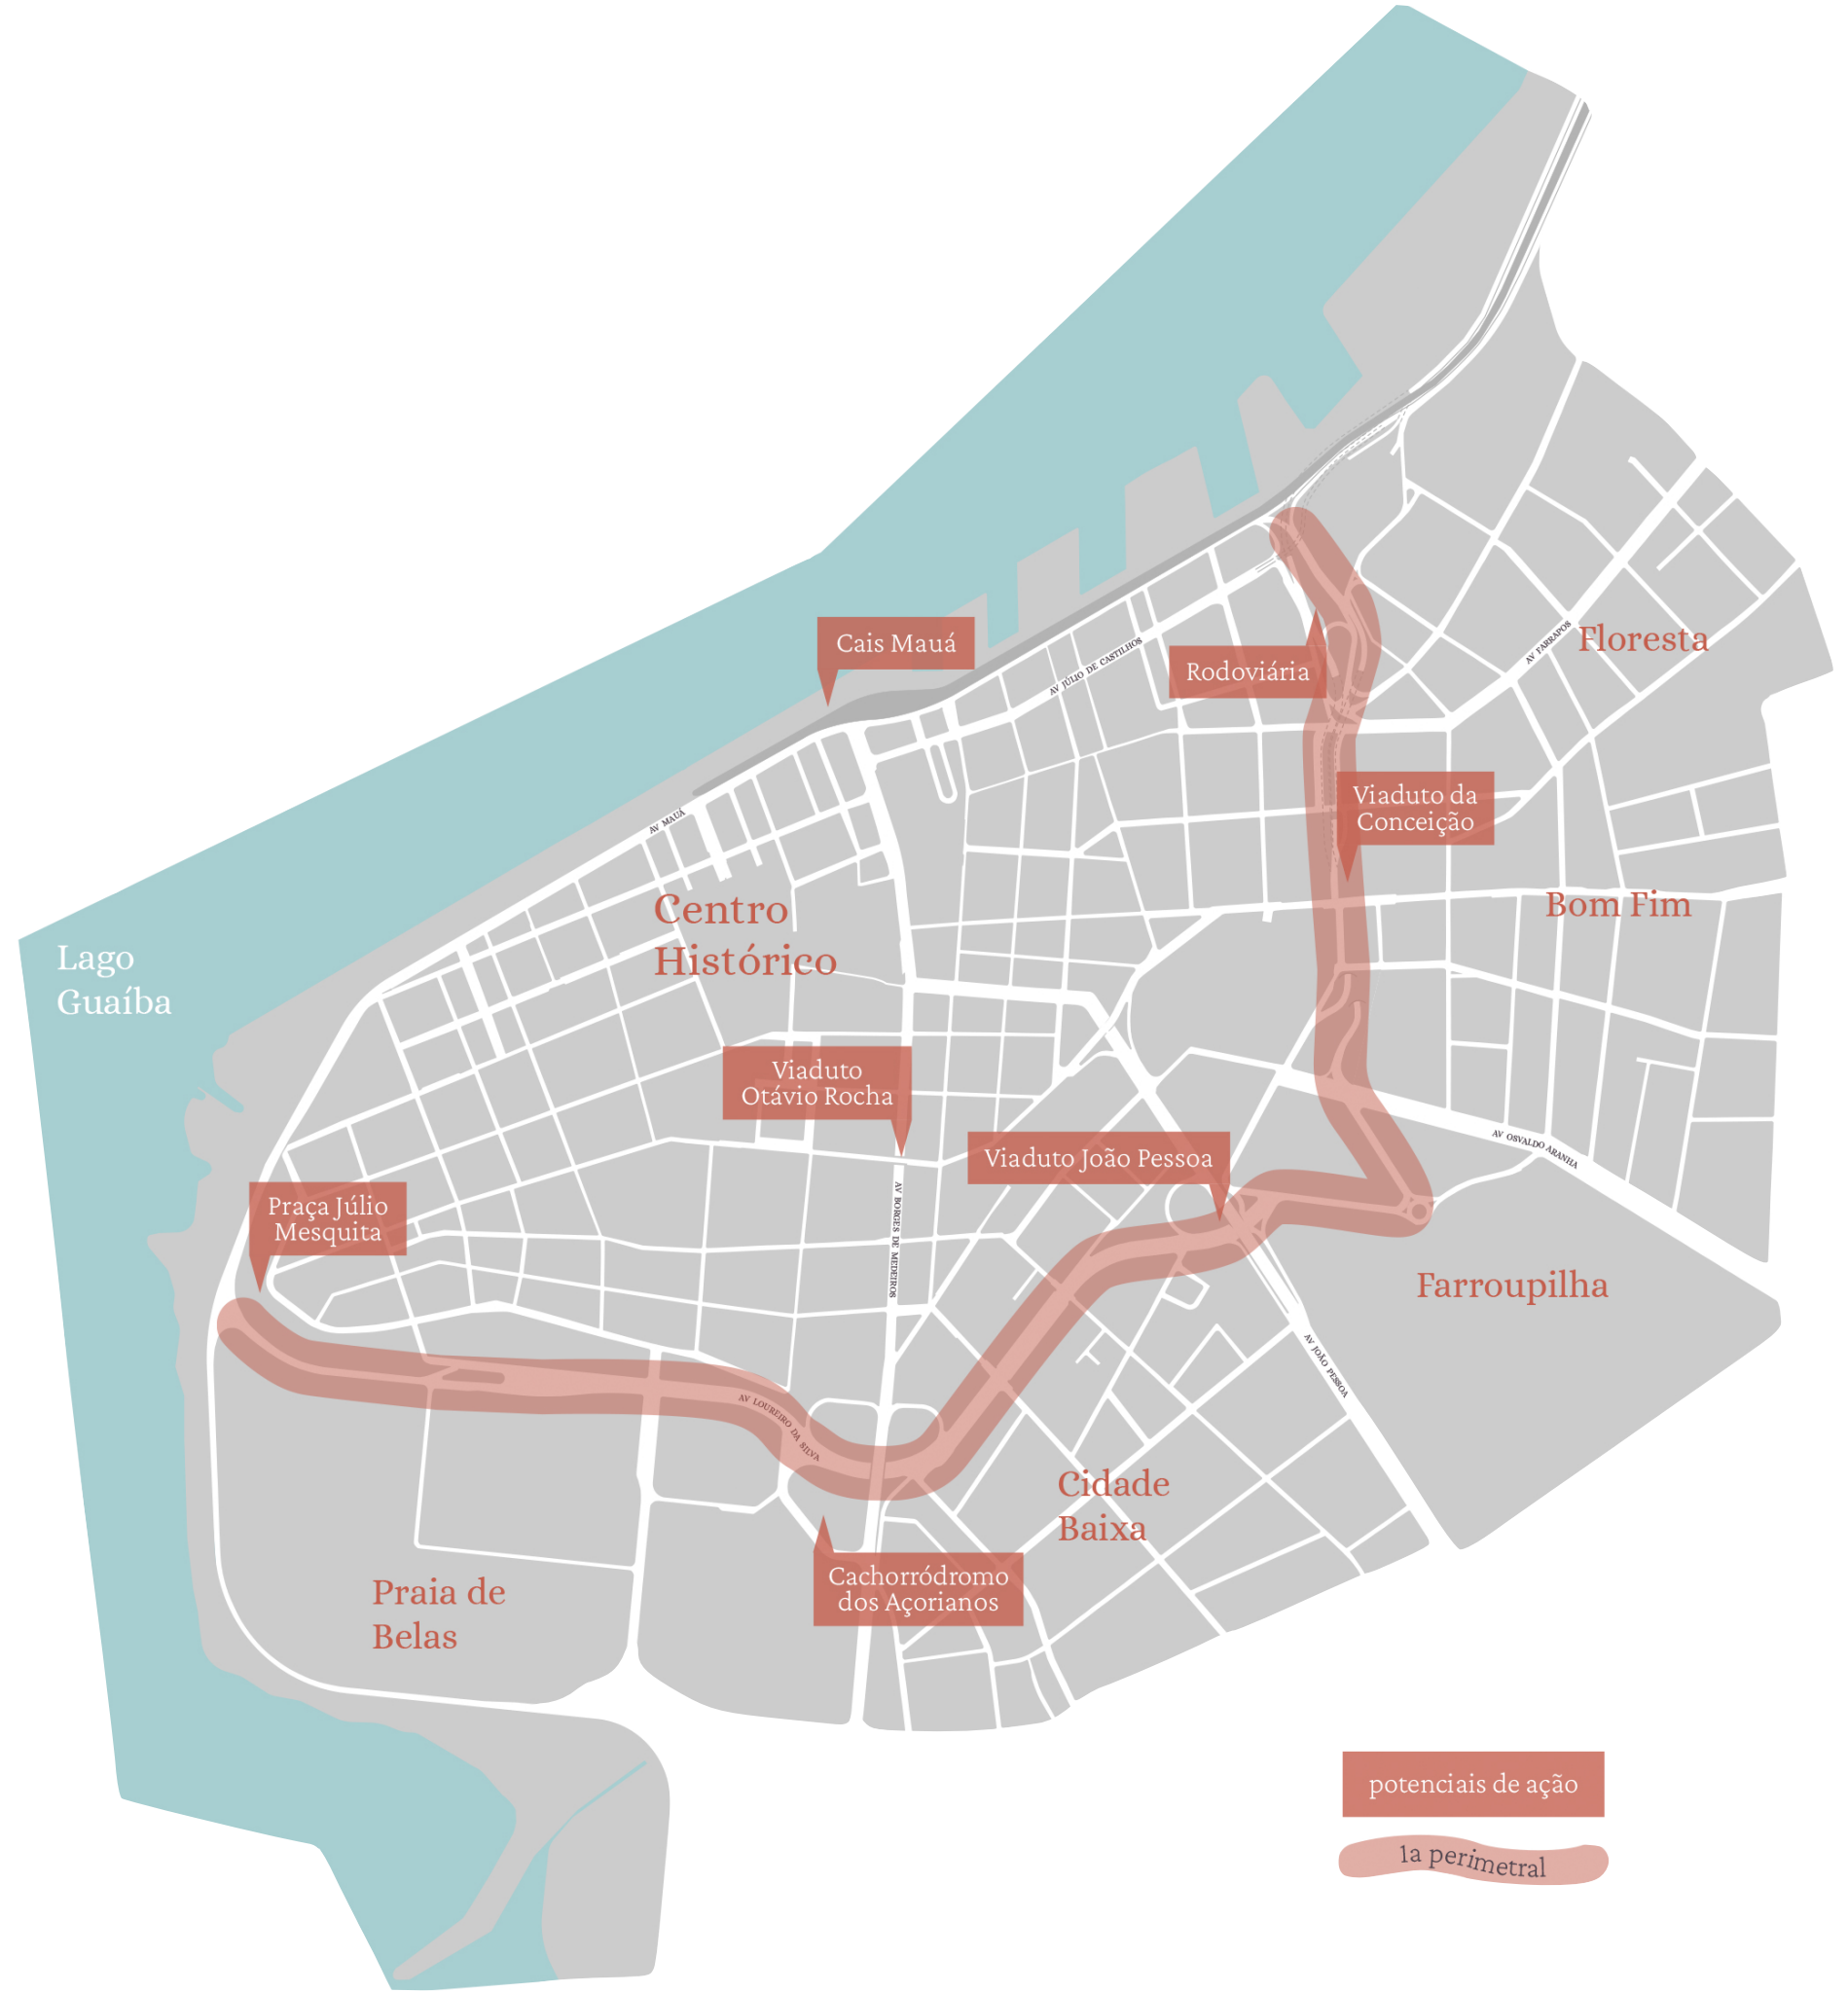 Cais Mauá
AV JÚLIO DE CASTILHOS
Rodoviária
AV FARRAPOS
Floresta
Viaduto da
Conceição
AV MAUÁ
Centro
Histórico
Bom Fim
Lago
Guaíba
Viaduto
Otávio Rocha
Viaduto João Pessoa
AV OSVALDO ARANHA
Praça Júlio
Mesquita
AV BORGES DE MEDEIROS
Farroupilha
AV JOÃO PESSOA
AV LOUREIRO DA SILVA
Cidade
Baixa
Cachorródromo
dos Açorianos
Praia de
Belas
potenciais de ação
1a perimetral